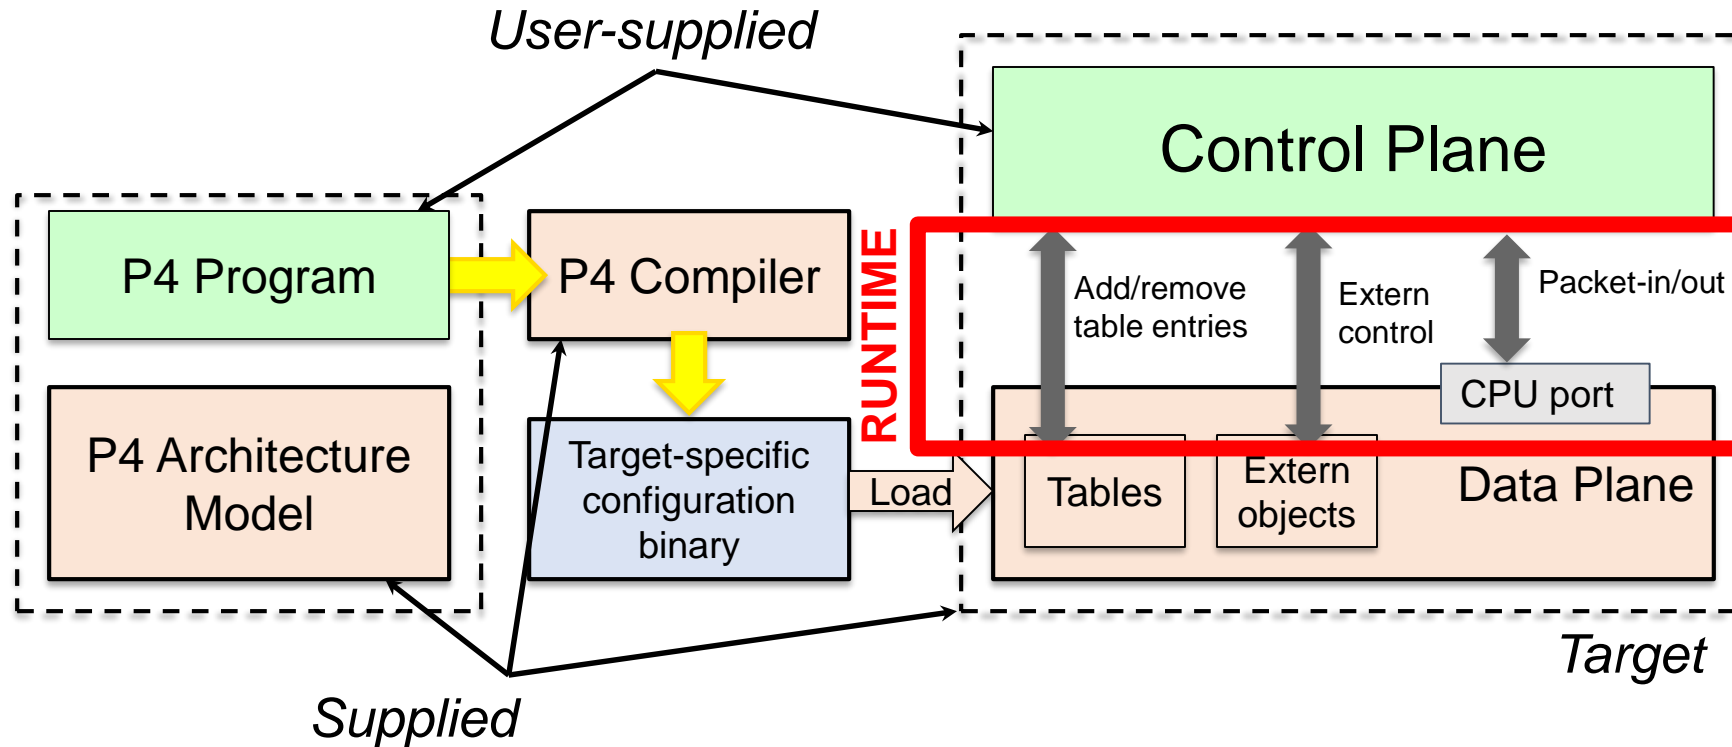 User-supplied
Control Plane
P4 Program
P4 Compiler
RUNTIME
Add/remove
table entries
Extern
control
Packet-in/out
CPU port
P4 Architecture
Model
Target-specific
configuration
binary
Load
Tables
Extern
objects
Data Plane
Target
Supplied